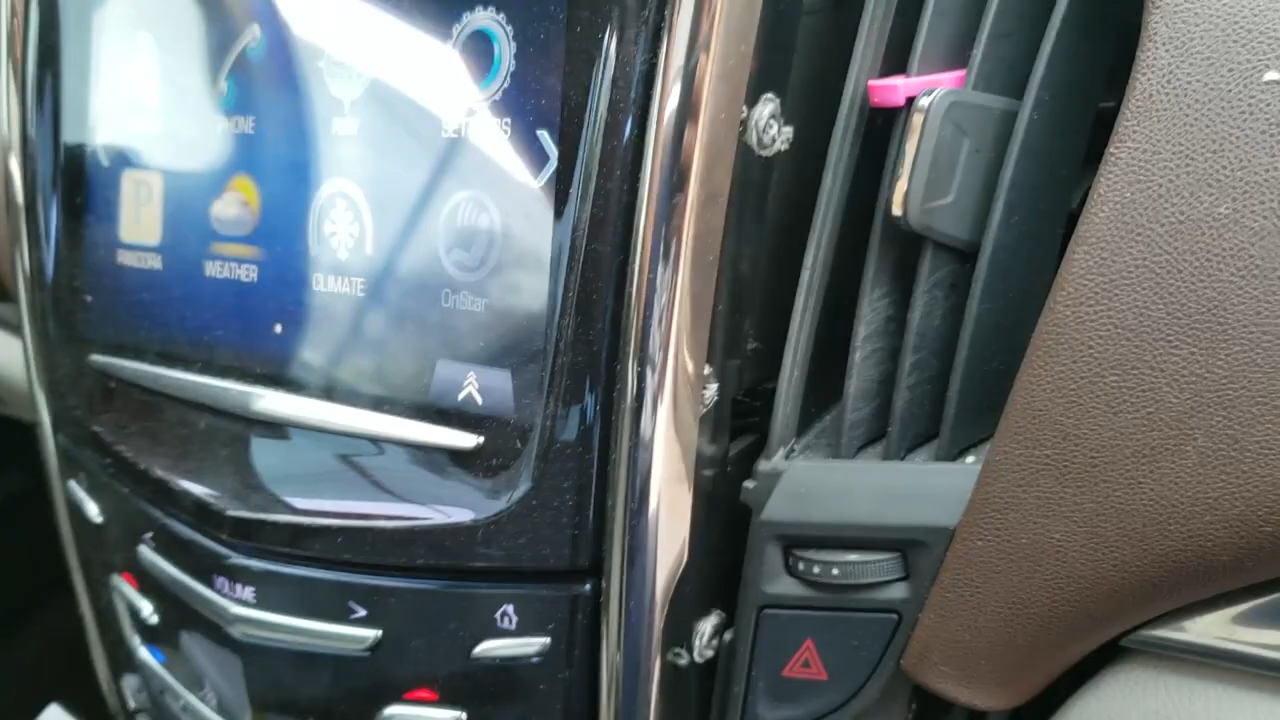 PHONE
SETTINGS
P
PANDORA
WEATHER
CLIMATE
OnStar
VOLUME